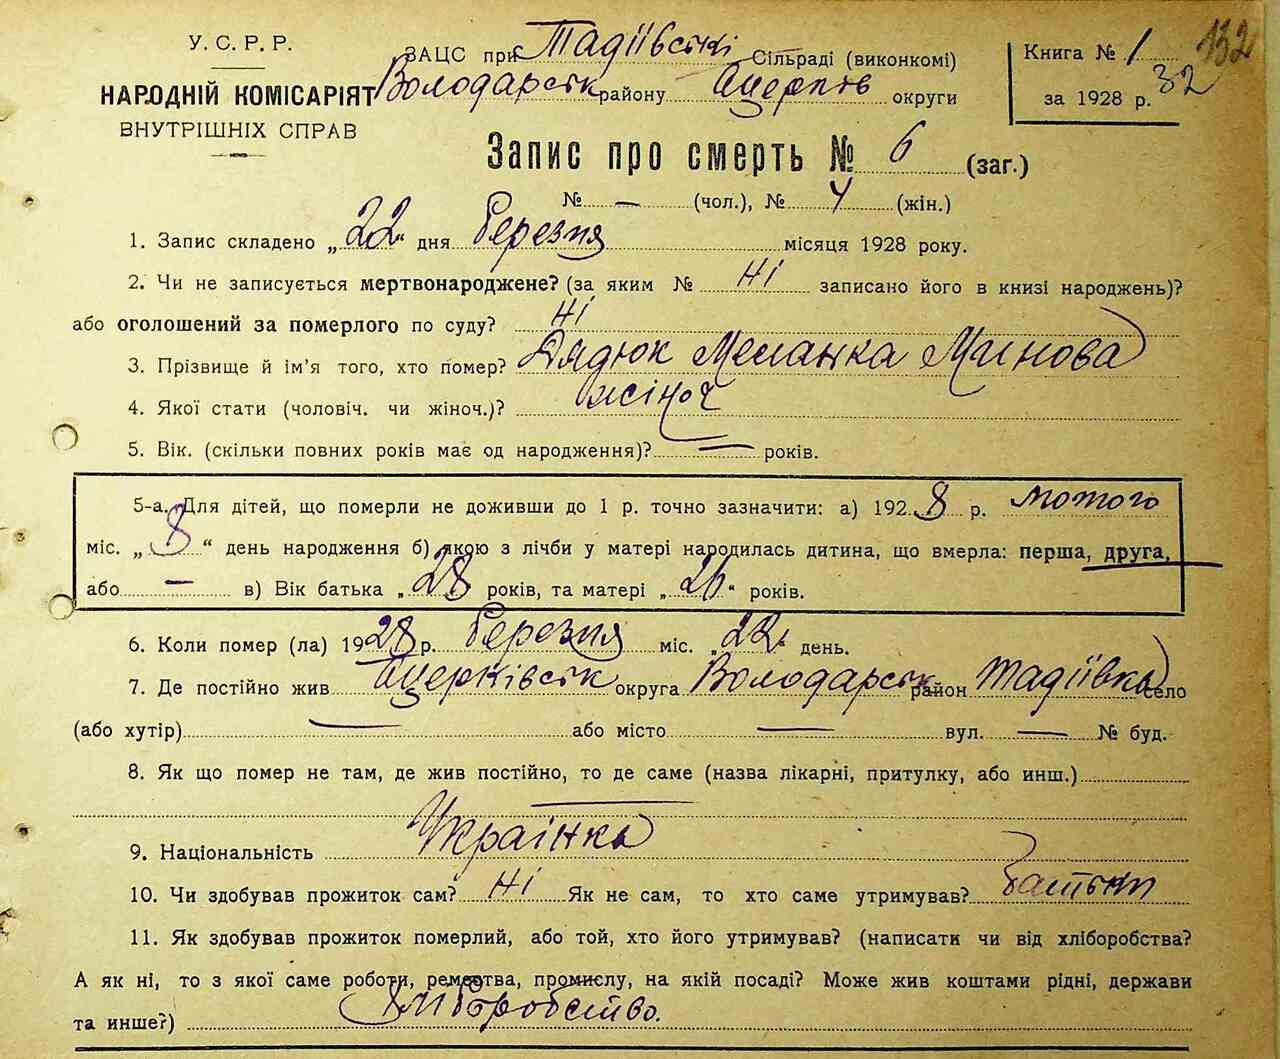 У. С. Р. Р.
НАРОДНІЙ КОМІСАРІЯТ
ВНУТРІШНІХ СПРАВ
ЗАЦС при Тадіївські Сільраді (виконкомі)
Володарськ району Бцерків округи
Книга № 1
за 1928 р.
32
132
Запис про смерть № 6 (заг.)
№ — (чол.), № 4 (жін.)
1. Запис складено „22" дня березня місяця 1928 року.
2. Чи не записується мертвонароджене? (за яким № ні записано його в книзі народжень)?
або оголошений за померлого по суду? ні
3. Прізвище й ім'я того, хто помер? Дядюк Меланка
4. Якої стати (чоловіч. чи жіноч.)? жіноч
5. Вік. (скільки повних років має од народження)? — років.
5-а. Для дітей, що померли не доживши до 1 р. точно зазначити: а) 1928 р. лютого
міс. „8" день народження б) якою з лічби у матері народилась дитина, що вмерла: перша, друга,
або — в) Вік батька „28 років, та матері „26" років.
6. Коли помер (ла) 1928 р. березня міс. „22" день.
7. Де постійно жив Бцерківськ округа Володарськ район Тадіївка село
(або хутір) — або місто — вул. — № буд.
8. Як що помер не там, де жив постійно, то де саме (назва лікарні, притулку, або инш.)
—
9. Національність Українка
10. Чи здобував прожиток сам? ні Як не сам, то хто саме утримував? батьки
11. Як здобував прожиток померлий, або той, хто його утримував? (написати чи від хліборобства?
А як ні, то з якої саме роботи, ремества, промислу, на якій посаді? Може жив коштами рідні, держави
та инше?) Хліборобство.